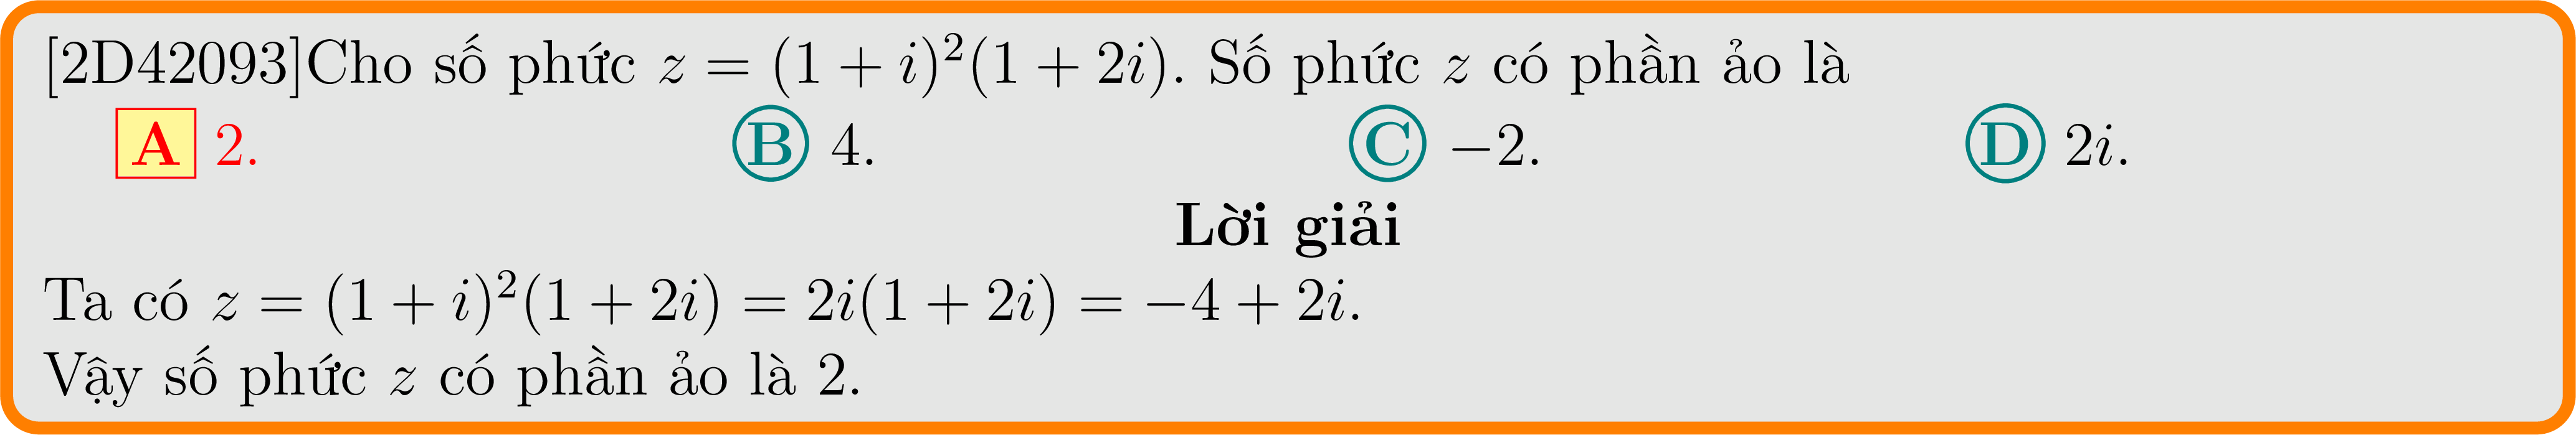 [2D42093]Cho số phức z = (1 + i)²(1 + 2i). Số phức z có phần ảo là
A 2. B 4. C −2. D 2i.
Lời giải
Ta có z = (1 + i)²(1 + 2i) = 2i(1 + 2i) = −4 + 2i.
Vậy số phức z có phần ảo là 2.